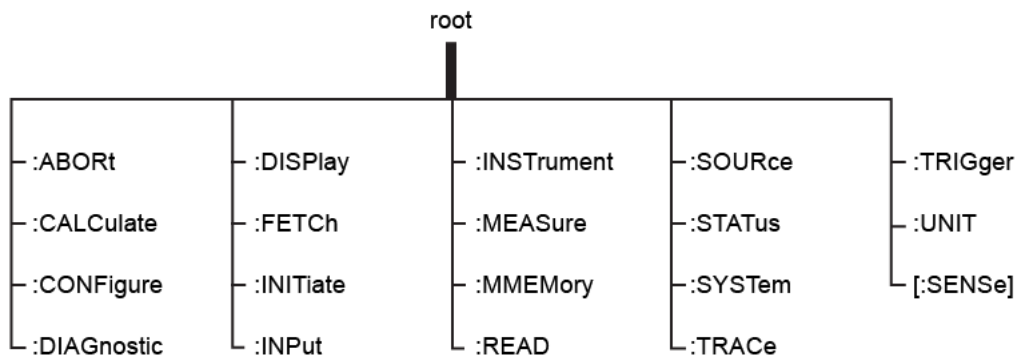 root
:ABORt
:CALCulate
:CONFigure
:DIAGnostic
:DISPlay
:FETCh
:INITiate
:INPut
:INSTrument
:MEASure
:MMEMory
:READ
:SOURce
:STATus
:SYSTem
:TRACe
:TRIGger
:UNIT
[:SENSe]